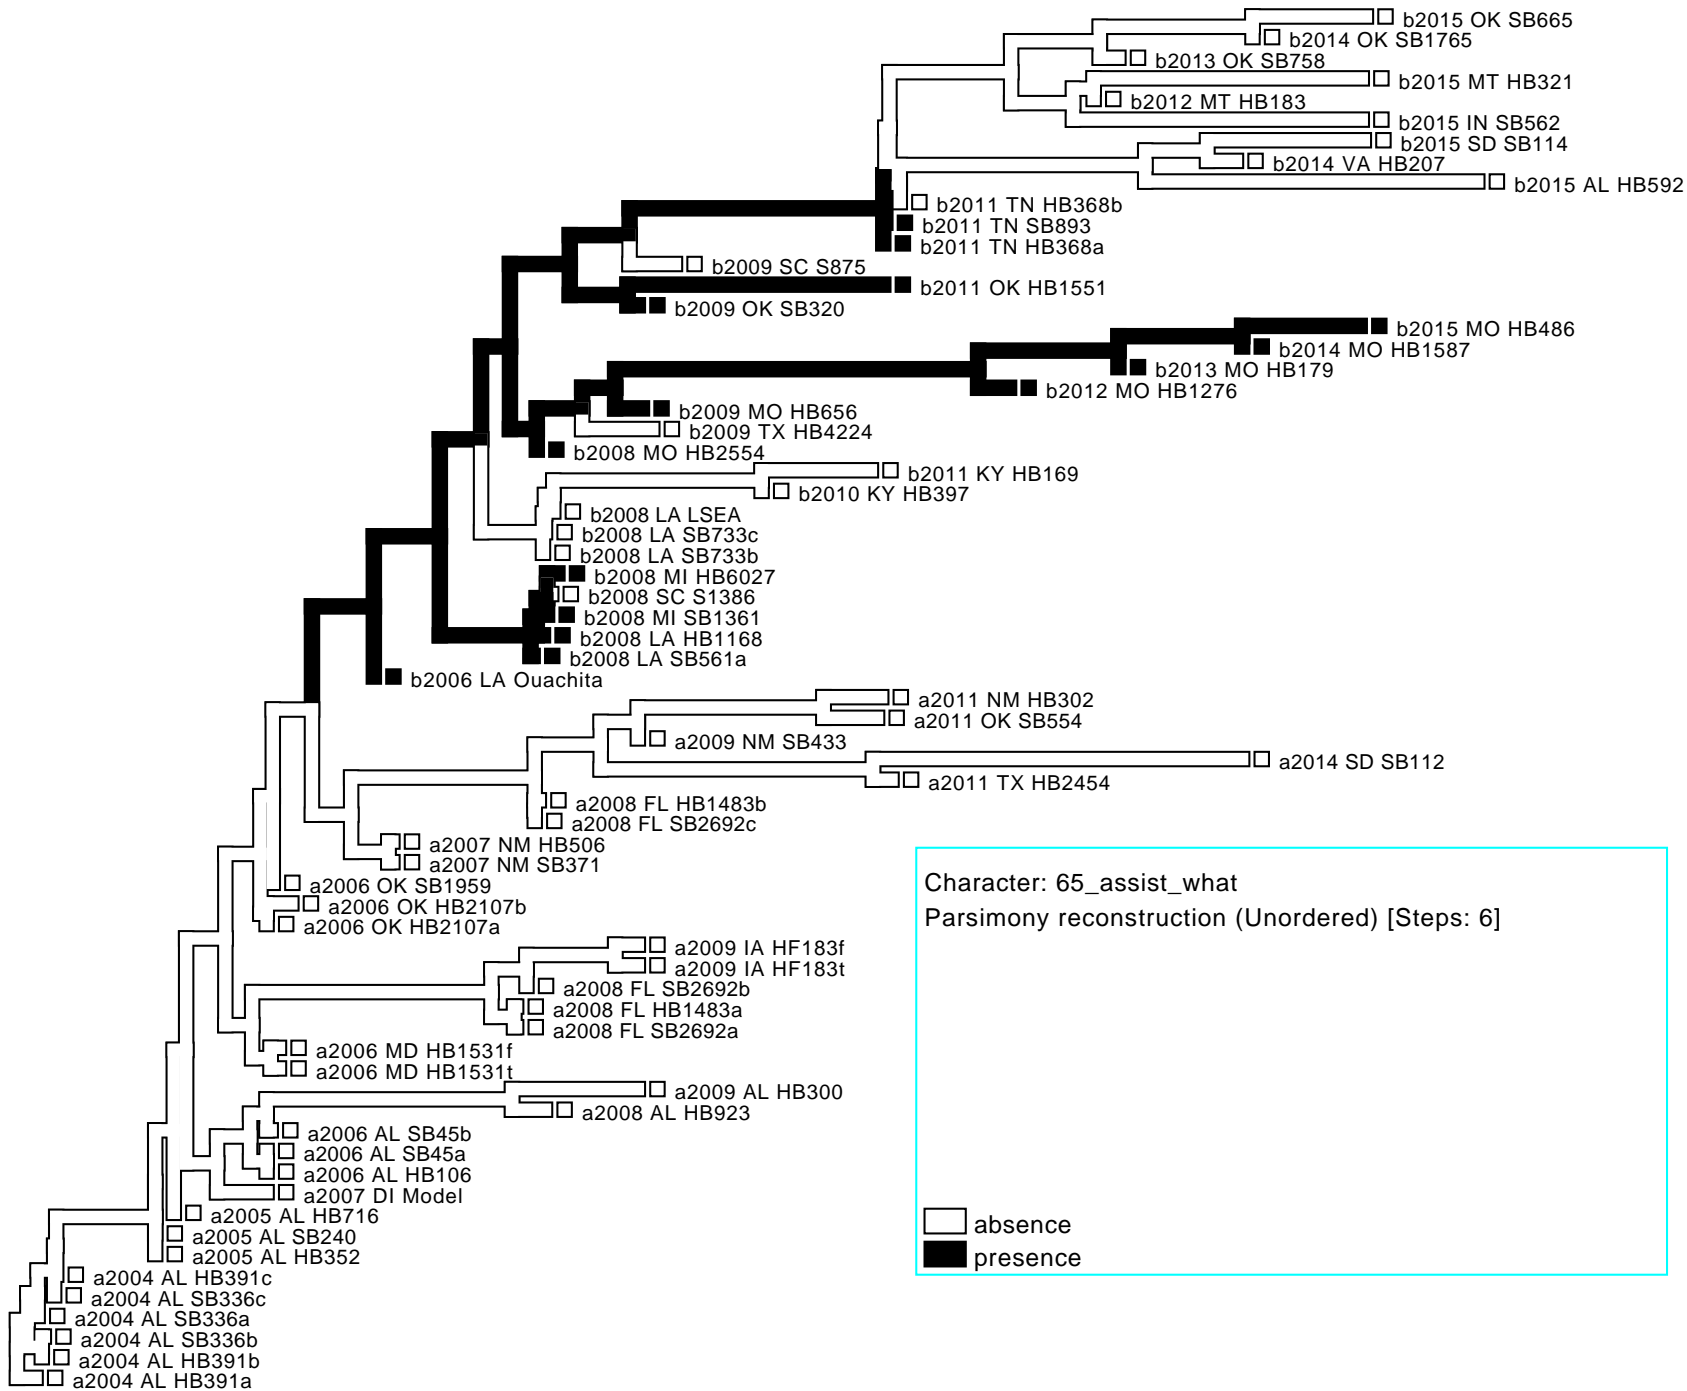 b2015 OK SB665
b2014 OK SB1765
b2013 OK SB758
b2015 MT HB321
b2012 MT HB183
b2015 IN SB562
b2015 SD SB114
b2014 VA HB207
b2015 AL HB592
b2011 TN HB368b
b2011 TN SB893
b2011 TN HB368a
b2009 SC S875
b2011 OK HB1551
b2009 OK SB320
b2015 MO HB486
b2014 MO HB1587
b2013 MO HB179
b2012 MO HB1276
b2009 MO HB656
b2009 TX HB4224
b2008 MO HB2554
b2011 KY HB169
b2010 KY HB397
b2008 LA LSEA
b2008 LA SB733c
b2008 LA SB733b
b2008 MI HB6027
b2008 SC S1386
b2008 MI SB1361
b2008 LA HB1168
b2008 LA SB561a
b2006 LA Ouachita
a2011 NM HB302
a2011 OK SB554
a2009 NM SB433
a2014 SD SB112
a2011 TX HB2454
a2008 FL HB1483b
a2008 FL SB2692c
a2007 NM HB506
a2007 NM SB371
a2006 OK SB1959
a2006 OK HB2107b
a2006 OK HB2107a
a2009 IA HF183f
a2009 IA HF183t
a2008 FL SB2692b
a2008 FL HB1483a
a2008 FL SB2692a
a2006 MD HB1531f
a2006 MD HB1531t
a2009 AL HB300
a2008 AL HB923
a2006 AL SB45b
a2006 AL SB45a
a2006 AL HB106
a2007 DI Model
a2005 AL HB716
a2005 AL SB240
a2005 AL HB352
a2004 AL HB391c
a2004 AL SB336c
a2004 AL SB336a
a2004 AL SB336b
a2004 AL HB391b
a2004 AL HB391a
Character: 65_assist_what
Parsimony reconstruction (Unordered) [Steps: 6]
absence
presence